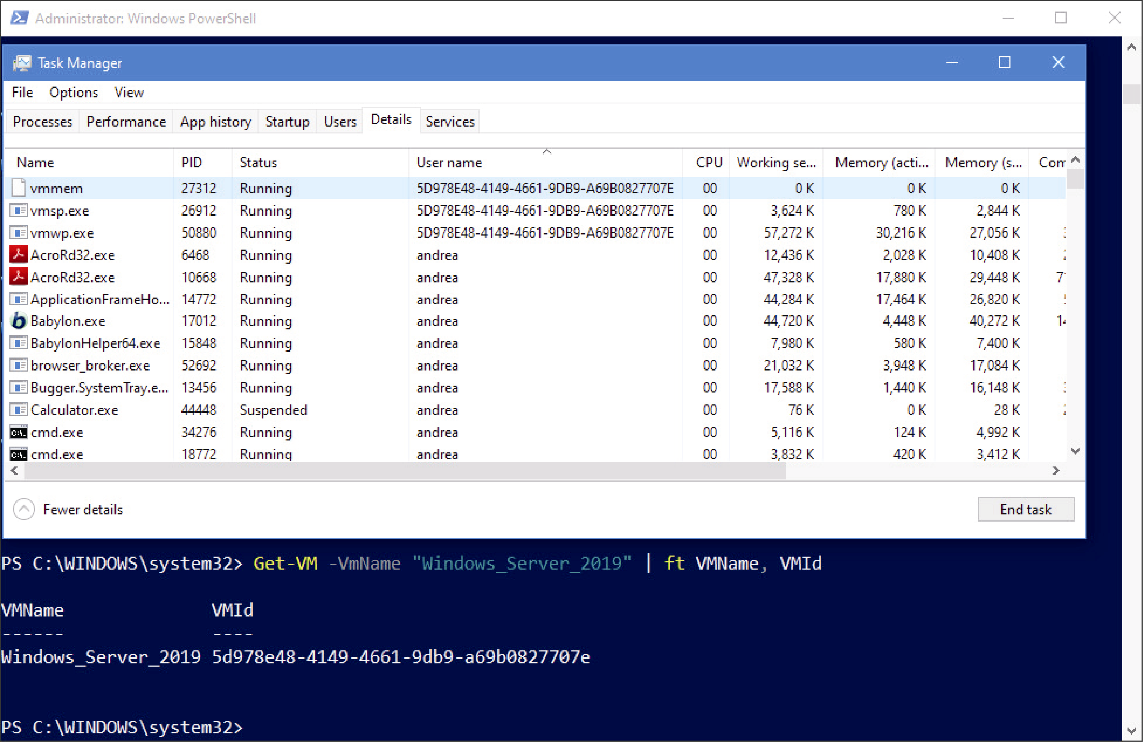 Administrator: Windows PowerShell
Task Manager
File Options View
Processes Performance App history Startup Users Details Services
Name PID Status User name CPU Working se... Memory (acti... Memory (s... Com
vmmem 27312 Running 5D978E48-4149-4661-9DB9-A69B0827707E 00 0 K 0 K 0 K
vmsp.exe 26912 Running 5D978E48-4149-4661-9DB9-A69B0827707E 00 3,624 K 780 K 2,844 K
vmwp.exe 50880 Running 5D978E48-4149-4661-9DB9-A69B0827707E 00 57,272 K 30,216 K 27,056 K
AcroRd32.exe 6468 Running andrea 00 12,436 K 2,028 K 10,408 K
AcroRd32.exe 10668 Running andrea 00 47,328 K 17,880 K 29,448 K 7
ApplicationFrameHo... 14772 Running andrea 00 44,284 K 17,464 K 26,820 K
Babylon.exe 17012 Running andrea 00 44,720 K 4,448 K 40,272 K 1
BabylonHelper64.exe 15848 Running andrea 00 7,980 K 580 K 7,400 K
browser_broker.exe 52692 Running andrea 00 21,032 K 3,948 K 17,084 K
Bugger.SystemTray.e... 13456 Running andrea 00 17,588 K 1,440 K 16,148 K
Calculator.exe 44448 Suspended andrea 00 76 K 0 K 28 K
cmd.exe 34276 Running andrea 00 5,116 K 124 K 4,992 K
cmd.exe 18772 Running andrea 00 3,832 K 420 K 3,412 K
Fewer details End task
PS C:\WINDOWS\system32> Get-VM -VmName "Windows_Server_2019" | ft VMName, VMId
VMName VMId
------ ----
Windows_Server_2019 5d978e48-4149-4661-9db9-a69b0827707e
PS C:\WINDOWS\system32>